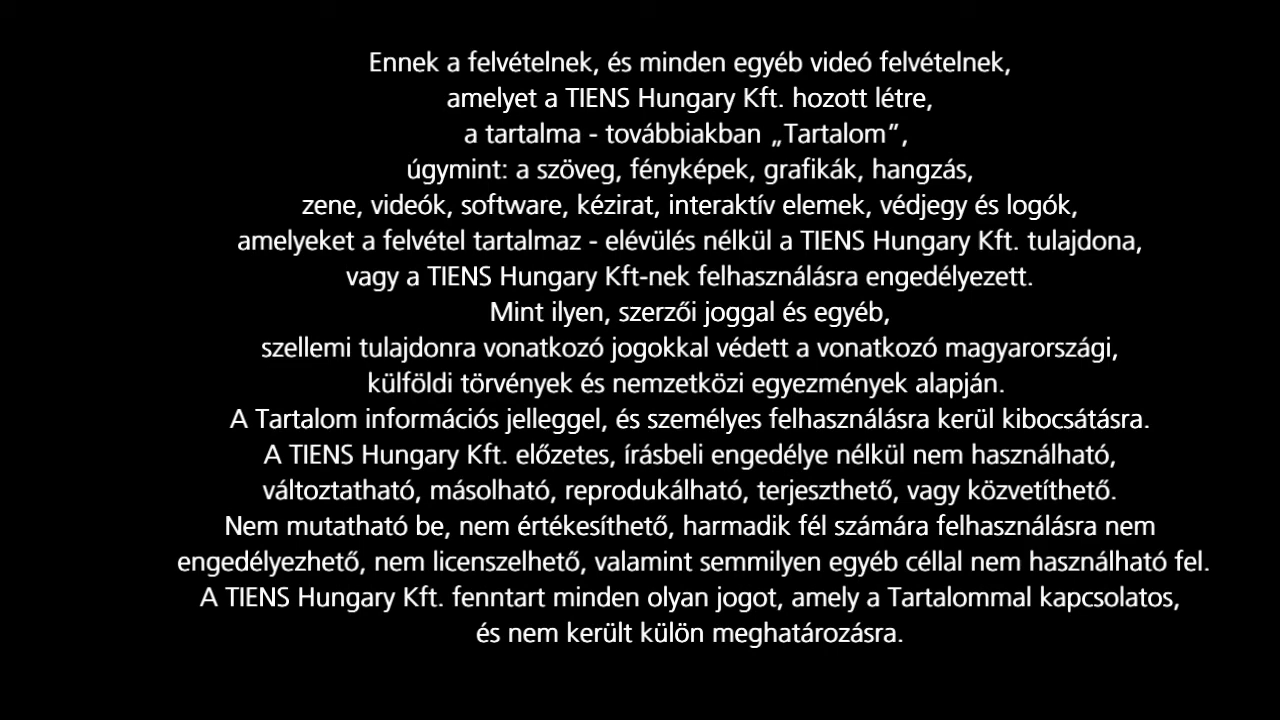 Ennek a felvételnek, és minden egyéb videó felvételnek,
amelyet a TIENS Hungary Kft. hozott létre,
a tartalma - továbbiakban „Tartalom”,
úgymint: a szöveg, fényképek, grafikák, hangzás,
zene, videók, software, kézirat, interaktív elemek, védjegy és logók,
amelyeket a felvétel tartalmaz - elévülés nélkül a TIENS Hungary Kft. tulajdona,
vagy a TIENS Hungary Kft-nek felhasználásra engedélyezett.
Mint ilyen, szerzői joggal és egyéb,
szellemi tulajdonra vonatkozó jogokkal védett a vonatkozó magyarországi,
külföldi törvények és nemzetközi egyezmények alapján.
A Tartalom információs jelleggel, és személyes felhasználásra kerül kibocsátásra.
A TIENS Hungary Kft. előzetes, írásbeli engedélye nélkül nem használható,
változtatható, másolható, reprodukálható, terjeszthető, vagy közvetíthető.
Nem mutatható be, nem értékesíthető, harmadik fél számára felhasználásra nem
engedélyezhető, nem licenszelhető, valamint semmilyen egyéb céllal nem használható fel.
A TIENS Hungary Kft. fenntart minden olyan jogot, amely a Tartalommal kapcsolatos,
és nem került külön meghatározásra.